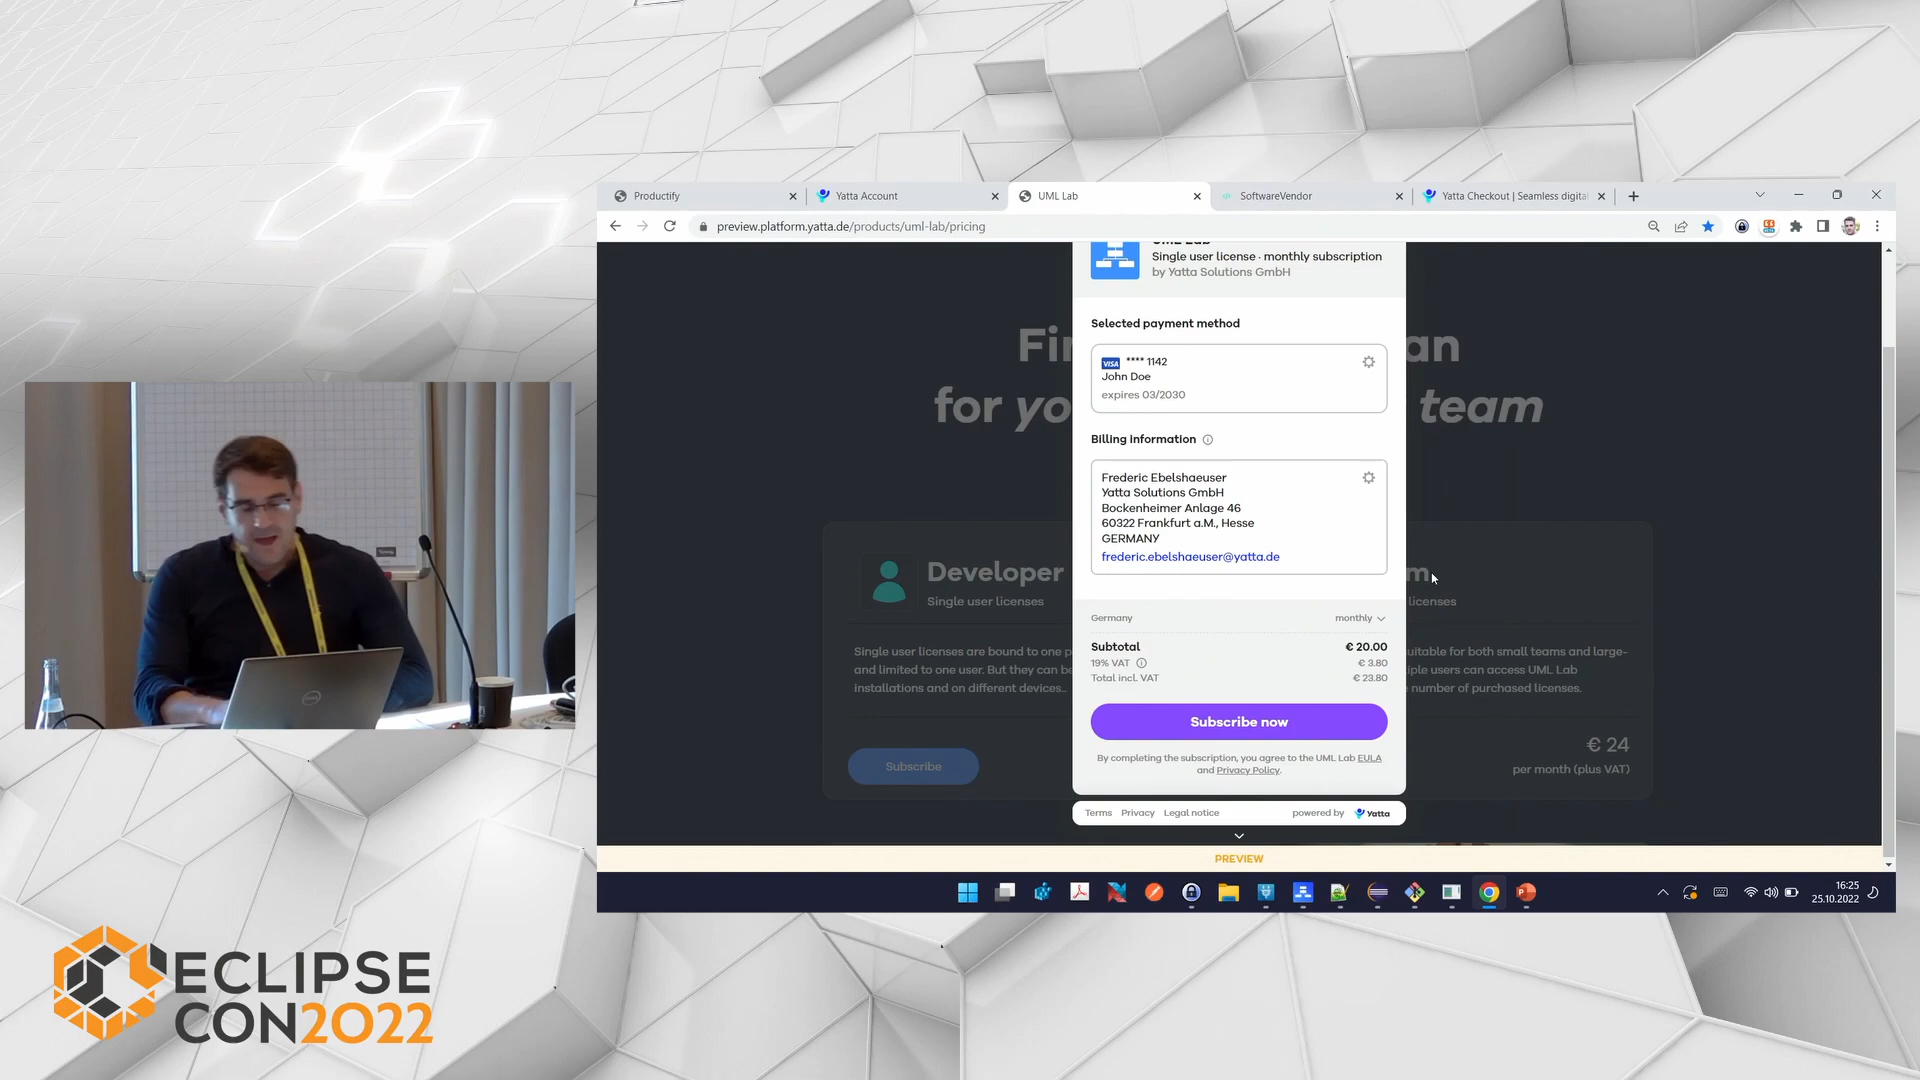 Productify
Yatta Account
UML Lab
SoftwareVendor
Yatta Checkout | Seamless digital
preview.platform.yatta.de/products/uml-lab/pricing
UML Lab
Single user license · monthly subscription
by Yatta Solutions GmbH
Selected payment method
VISA **** 1142
John Doe
expires 03/2030
Billing information
Frederic Ebelshaeuser
Yatta Solutions GmbH
Bockenheimer Anlage 46
60322 Frankfurt a.M., Hesse
GERMANY
frederic.ebelshaeuser@yatta.de
Germany
monthly
Subtotal € 20.00
19% VAT € 3.80
Total incl. VAT € 23.80
Subscribe now
By completing the subscription, you agree to the UML Lab EULA
and Privacy Policy.
Terms Privacy Legal notice
powered by Yatta
an
for yo
team
Developer
Single user licenses
Single user licenses are bound to one p
and limited to one user. But they can be
installations and on different devices..
Subscribe
licenses
uitable for both small teams and large-
iple users can access UML Lab
number of purchased licenses.
€ 24
per month (plus VAT)
PREVIEW
16:25
25.10.2022
ECLIPSE
CON2022